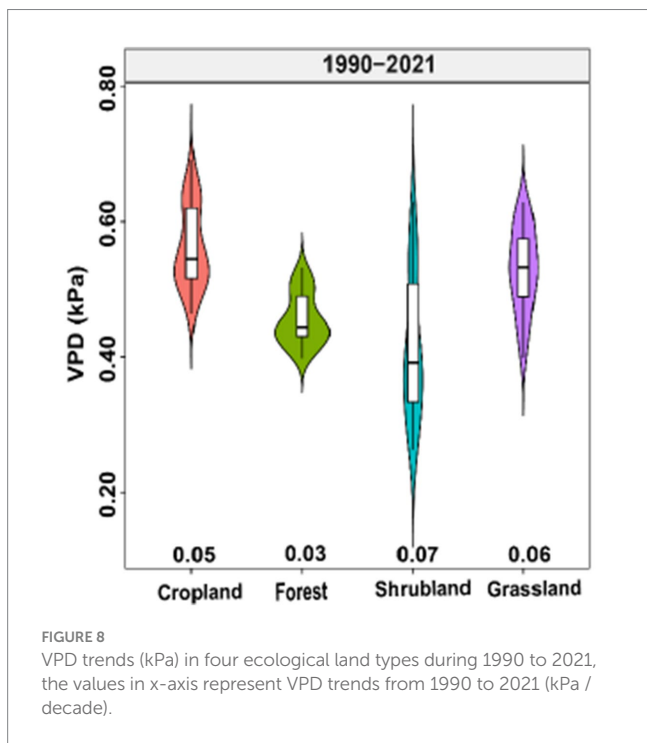 1990−2021
VPD (kPa)
0.80
0.60
0.40
0.20
0.05 0.03 0.07 0.06
Cropland Forest Shrubland Grassland
FIGURE 8
VPD trends (kPa) in four ecological land types during 1990 to 2021,
the values in x-axis represent VPD trends from 1990 to 2021 (kPa /
decade).